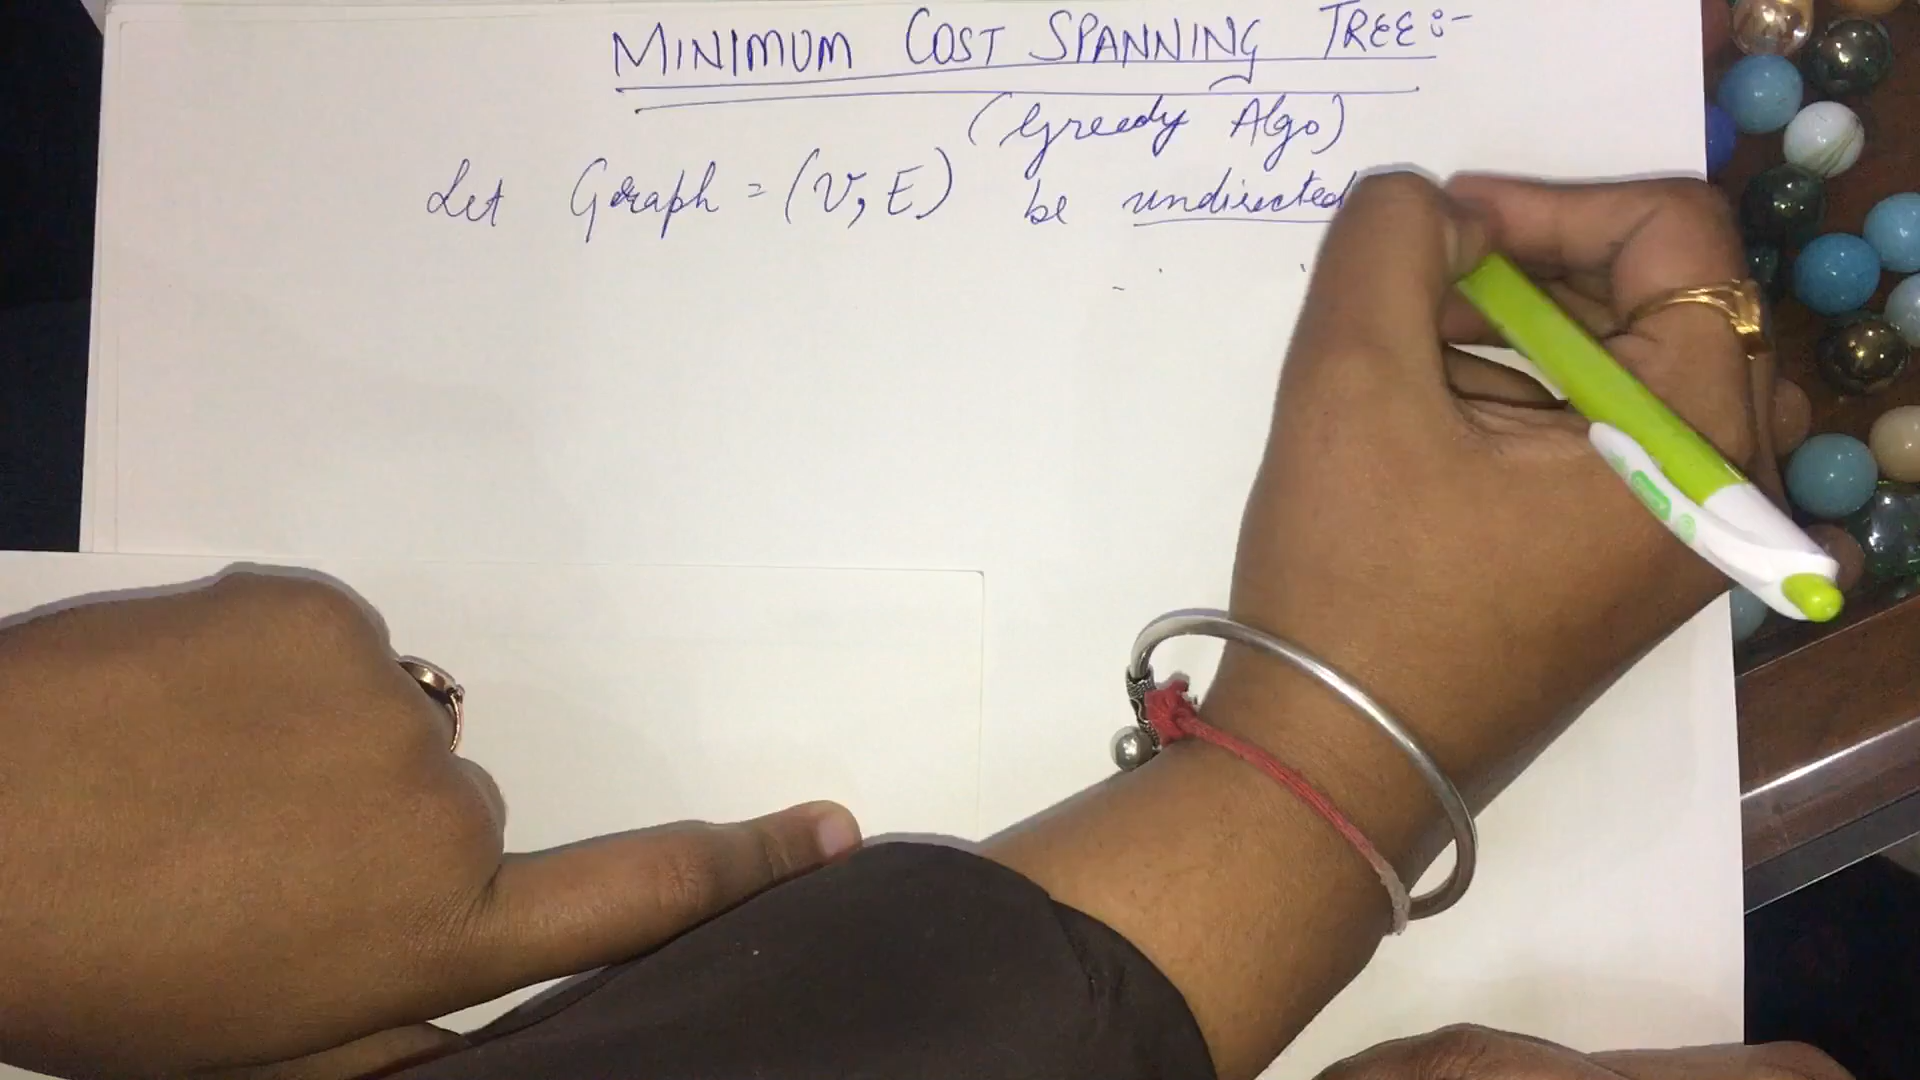 MINIMUM COST SPANNING TREE:-
(Greedy Algo)
Let Graph = (V, E) be undirected